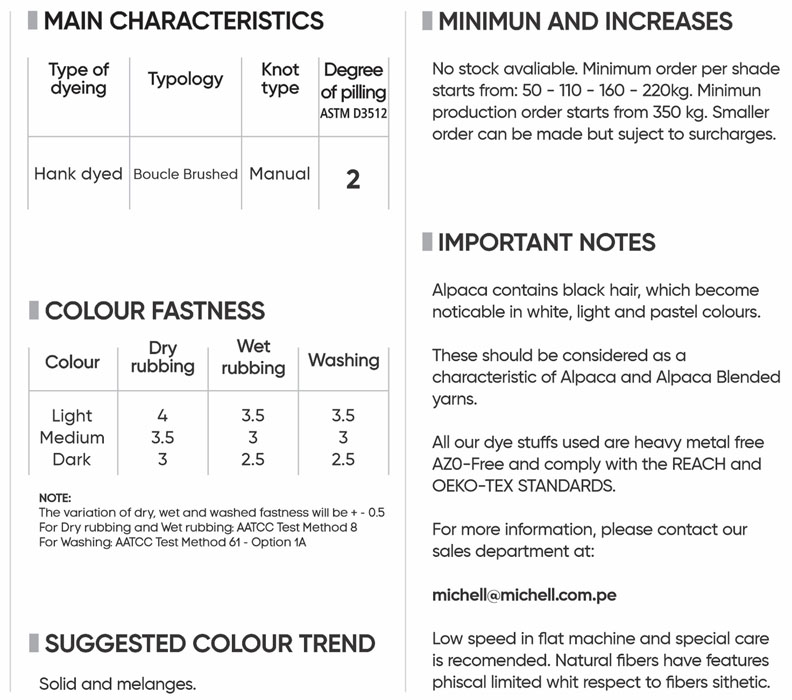 MAIN CHARACTERISTICS
Type of dyeing Typology Knot type Degree of pilling ASTM D3512
Hank dyed Boucle Brushed Manual 2
COLOUR FASTNESS
Colour Dry rubbing Wet rubbing Washing
Light 4 3.5 3.5
Medium 3.5 3 3
Dark 3 2.5 2.5
NOTE:
The variation of dry, wet and washed fastness will be + - 0.5
For Dry rubbing and Wet rubbing: AATCC Test Method 8
For Washing: AATCC Test Method 61 - Option 1A
SUGGESTED COLOUR TREND
Solid and melanges.
MINIMUN AND INCREASES
No stock avaliable. Minimum order per shade
starts from: 50 - 110 - 160 - 220kg. Minimun
production order starts from 350 kg. Smaller
order can be made but suject to surcharges.
IMPORTANT NOTES
Alpaca contains black hair, which become
noticable in white, light and pastel colours.
These should be considered as a
characteristic of Alpaca and Alpaca Blended
yarns.
All our dye stuffs used are heavy metal free
AZ0-Free and comply with the REACH and
OEKO-TEX STANDARDS.
For more information, please contact our
sales department at:
michell@michell.com.pe
Low speed in flat machine and special care
is recomended. Natural fibers have features
phiscal limited whit respect to fibers sithetic.